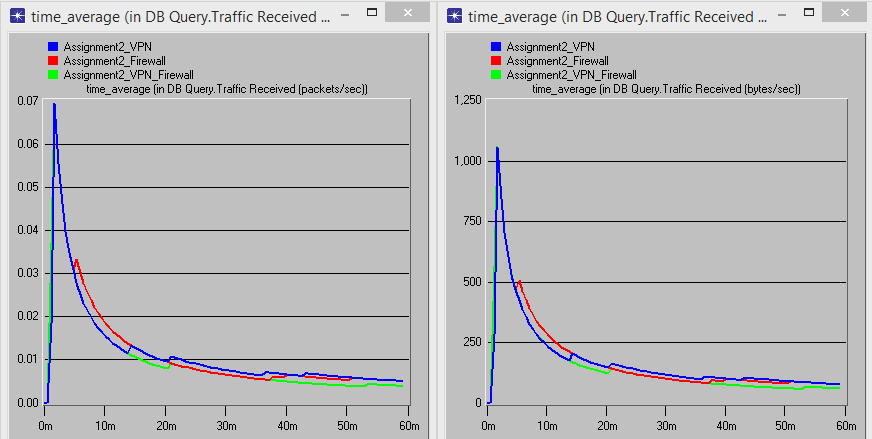 time_average (in DB Query.Traffic Received ...
Assignment2_VPN
Assignment2_Firewall
Assignment2_VPN_Firewall
time_average (in DB Query.Traffic Received (packets/sec))
0.07
0.06
0.05
0.04
0.03
0.02
0.01
0.00
0m
10m
20m
30m
40m
50m
60m
time_average (in DB Query.Traffic Received ...
Assignment2_VPN
Assignment2_Firewall
Assignment2_VPN_Firewall
time_average (in DB Query.Traffic Received (bytes/sec))
1,250
1,000
750
500
250
0
0m
10m
20m
30m
40m
50m
60m